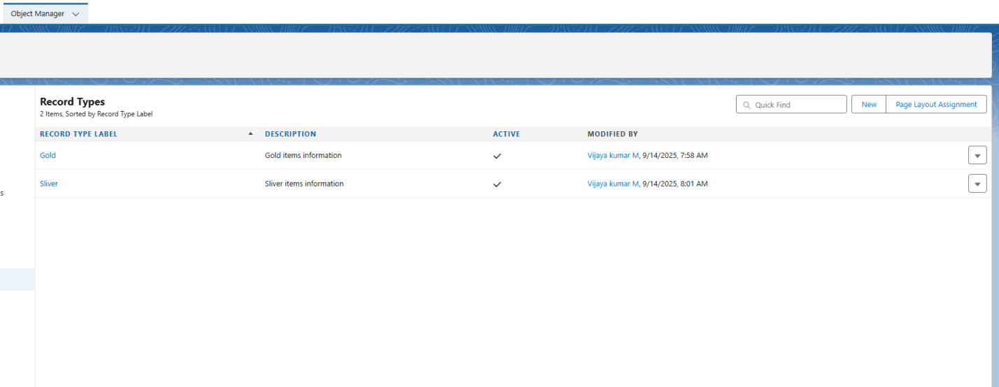 Object Manager
Record Types
2 Items, Sorted by Record Type Label
Quick Find
New
Page Layout Assignment
RECORD TYPE LABEL DESCRIPTION ACTIVE MODIFIED BY
Gold Gold items information Vijaya kumar M, 9/14/2025, 7:58 AM
Sliver Sliver items information Vijaya kumar M, 9/14/2025, 8:01 AM
s